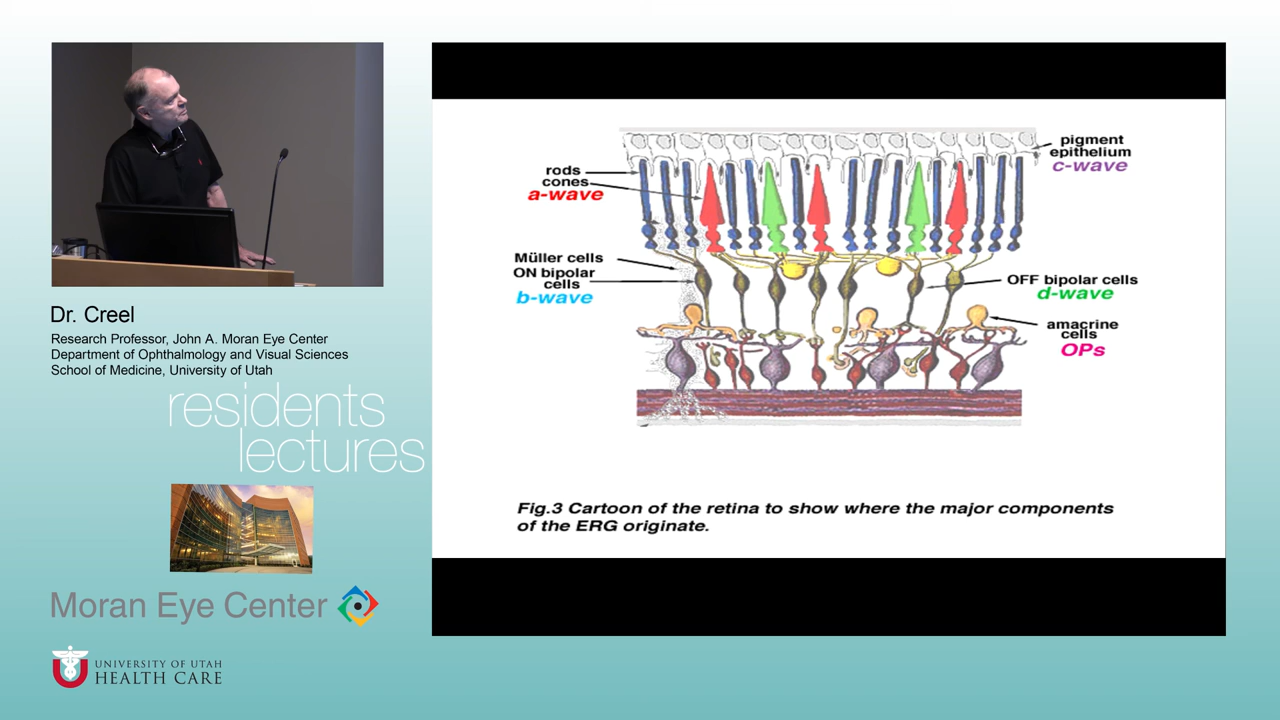 Dr. Creel
Research Professor, John A. Moran Eye Center
Department of Ophthalmology and Visual Sciences
School of Medicine, University of Utah
residents
lectures
Moran Eye Center
UNIVERSITY OF UTAH
HEALTH CARE
pigment
epithelium
c-wave
rods
cones
a-wave
Müller cells
ON bipolar
cells
b-wave
OFF bipolar cells
d-wave
amacrine
cells
OPs
Fig.3 Cartoon of the retina to show where the major components
of the ERG originate.